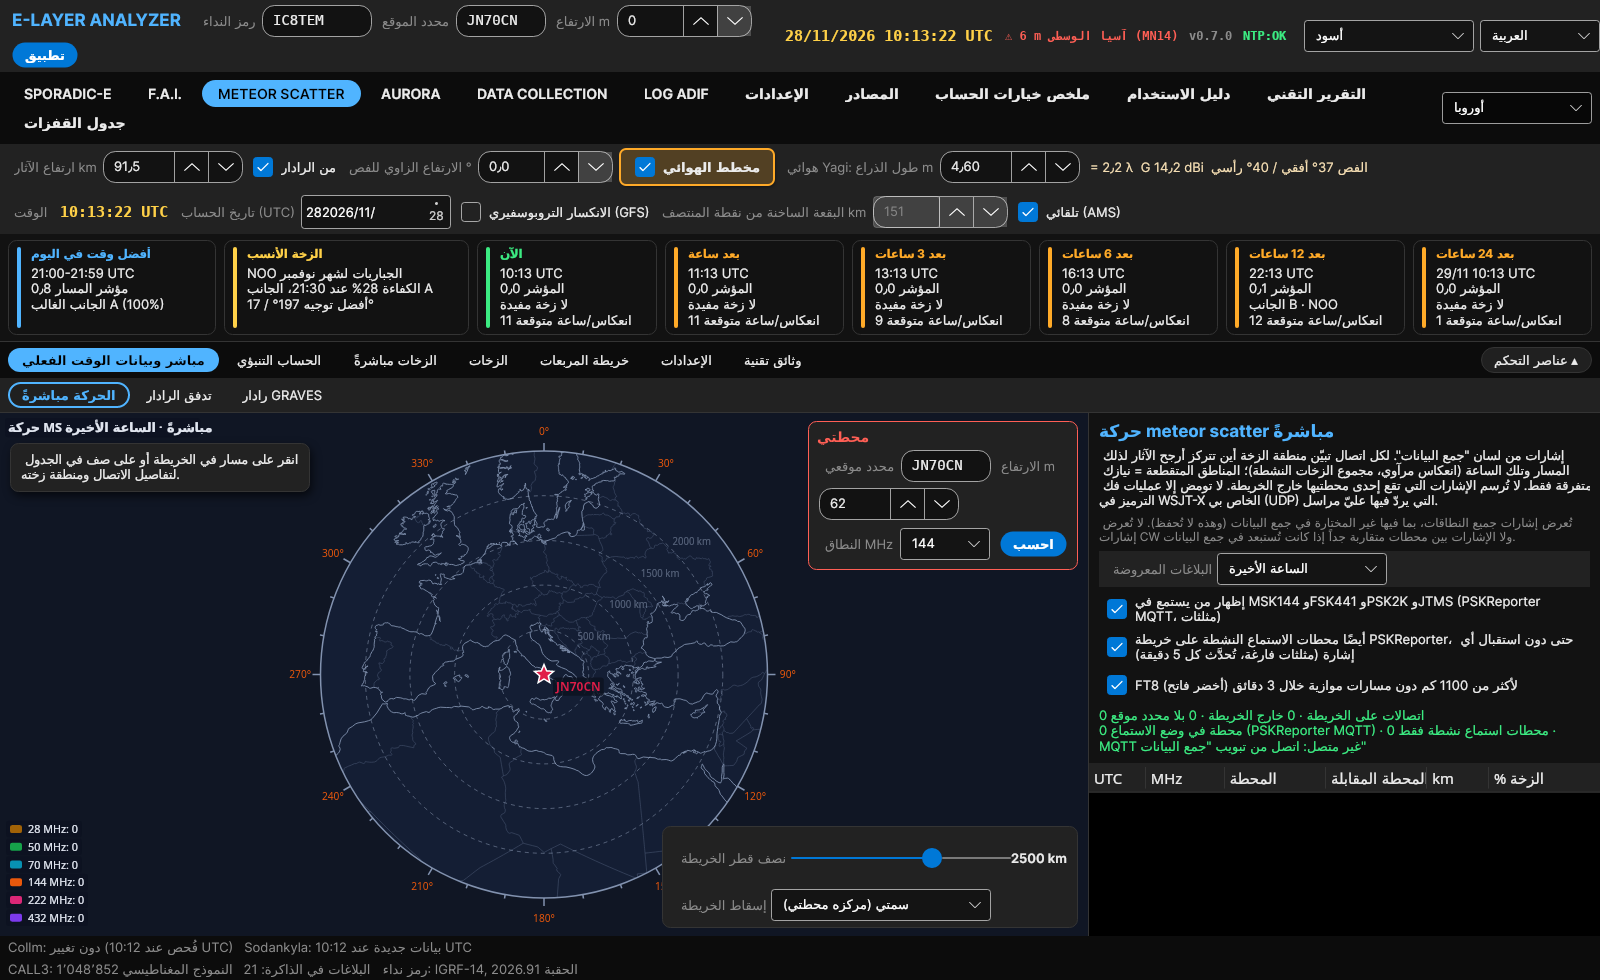 E-LAYER ANALYZER رمز النداء IC8TEM محدد الموقع JN70CN الارتفاع m 0
28/11/2026 10:13:22 UTC ⚠ 6 m آسيا الوسطى (MN14) v0.7.0 NTP:OK أسود العربية
تطبيق
SPORADIC-E F.A.I. METEOR SCATTER AURORA DATA COLLECTION LOG ADIF الإعدادات المصادر ملخص خيارات الحساب دليل الاستخدام التقرير التقني
جدول القفزات
أوروبا
ارتفاع الآثار km 91٫5 من الرادار الارتفاع الزاوي للفص ° 0٫0 مخطط الهوائي هوائي Yagi: طول الذراع m 4٫60 = 2٫2 λ G 14٫2 dBi الفص 37° أفقي / 40° رأسي
الوقت 10:13:22 UTC تاريخ الحساب (UTC) 282026/11/ 28 الانكسار التروبوسفيري (GFS) البقعة الساخنة من نقطة المنتصف km 151 تلقائي (AMS)
أفضل وقت في اليوم
21:00-21:59 UTC
مؤشر المسار 0٫8
الجانب الغالب A (100%)
الزخة الأنسب
الجباريات لشهر نوفمبر NOO
الكفاءة 28% عند 21:30، الجانب A
أفضل توجيه 197° / 17°
الآن
10:13 UTC
المؤشر 0٫0
لا زخة مفيدة
انعكاس/ساعة متوقعة 11
بعد ساعة
11:13 UTC
المؤشر 0٫0
لا زخة مفيدة
انعكاس/ساعة متوقعة 11
بعد 3 ساعات
13:13 UTC
المؤشر 0٫0
لا زخة مفيدة
انعكاس/ساعة متوقعة 9
بعد 6 ساعات
16:13 UTC
المؤشر 0٫0
لا زخة مفيدة
انعكاس/ساعة متوقعة 8
بعد 12 ساعات
22:13 UTC
المؤشر 0٫1
الجانب B · NOO
انعكاس/ساعة متوقعة 12
بعد 24 ساعات
29/11 10:13 UTC
المؤشر 0٫0
لا زخة مفيدة
انعكاس/ساعة متوقعة 1
مباشر وبيانات الوقت الفعلي الحساب التنبؤي الزخات مباشرةً الزخات خريطة المربعات الإعدادات وثائق تقنية عناصر التحكم ▴
الحركة مباشرةً تدفق الرادار رادار GRAVES
حركة MS مباشرةً · الساعة الأخيرة
انقر على مسار في الخريطة أو على صف في الجدول
لتفاصيل الاتصال ومنطقة زخته.
0°
30°
60°
90°
120°
15
180°
210°
240°
270°
300°
330°
2000 km
1500 km
1000 km
500 km
JN70CN
محطتي
محدد موقعي JN70CN الارتفاع m
62
النطاق MHz 144 احسب
28 MHz: 0
50 MHz: 0
70 MHz: 0
144 MHz: 0
222 MHz: 0
432 MHz: 0
نصف قطر الخريطة 2500 km
إسقاط الخريطة سمتي (مركزه محطتي)
حركة meteor scatter مباشرةً
إشارات من لسان "جمع البيانات". لكل اتصال تبيّن منطقة الزخة أين تتركز أرجح الآثار لذلك
المسار وتلك الساعة (انعكاس مرآوي، مجموع الزخات النشطة)؛ المناطق المتقطعة = نيازك
متفرقة فقط. لا تُرسم الإشارات التي تقع إحدى محطتيها خارج الخريطة. لا تومض إلا عمليات فك
الترميز في WSJT-X الخاص بي (UDP) التي يردّ فيها عليّ مراسل.
تُعرض إشارات جميع النطاقات، بما فيها غير المختارة في جمع البيانات (وهذه لا تُحفظ). لا تُعرض
إشارات CW ولا الإشارات بين محطات متقاربة جداً إذا كانت تُستبعد في جمع البيانات.
البلاغات المعروضة الساعة الأخيرة
إظهار من يستمع في MSK144 وFSK441 وPSK2K وJTMS (PSKReporter
MQTT، مثلثات)
أيضًا محطات الاستماع النشطة على خريطة PSKReporter، حتى دون استقبال أي
إشارة (مثلثات فارغة، تُحدَّث كل 5 دقيقة)
FT8 لأكثر من 1100 كم دون مسارات موازية خلال 3 دقائق (أخضر فاتح)
0 اتصالات على الخريطة · 0 خارج الخريطة · 0 بلا محدد موقع
0 محطة في وضع الاستماع (PSKReporter MQTT) · 0 محطات استماع نشطة فقط ·
MQTT غير متصل: اتصل من تبويب "جمع البيانات"
UTC MHz المحطة المحطة المقابلة km الزخة %
Collm: دون تغيير (فُحص عند 10:12 UTC) Sodankyla: بيانات جديدة عند 10:12 UTC
CALL3: 1٬048٬852 رمز نداء البلاغات في الذاكرة: 21 النموذج المغناطيسي: IGRF-14, الحقبة 2026.91